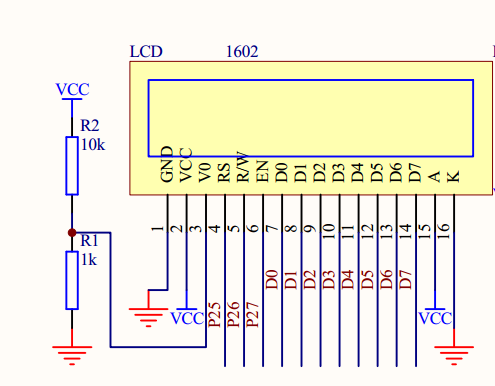 LCD 1602
VCC
R2
10k
R1
1k
GND VCC V0 RS R/W EN D0 D1 D2 D3 D4 D5 D6 D7 A K
1 2 3 4 5 6 7 8 9 10 11 12 13 14 15 16
D0 D1 D2 D3 D4 D5 D6 D7
VCC P25 P26 P27 VCC